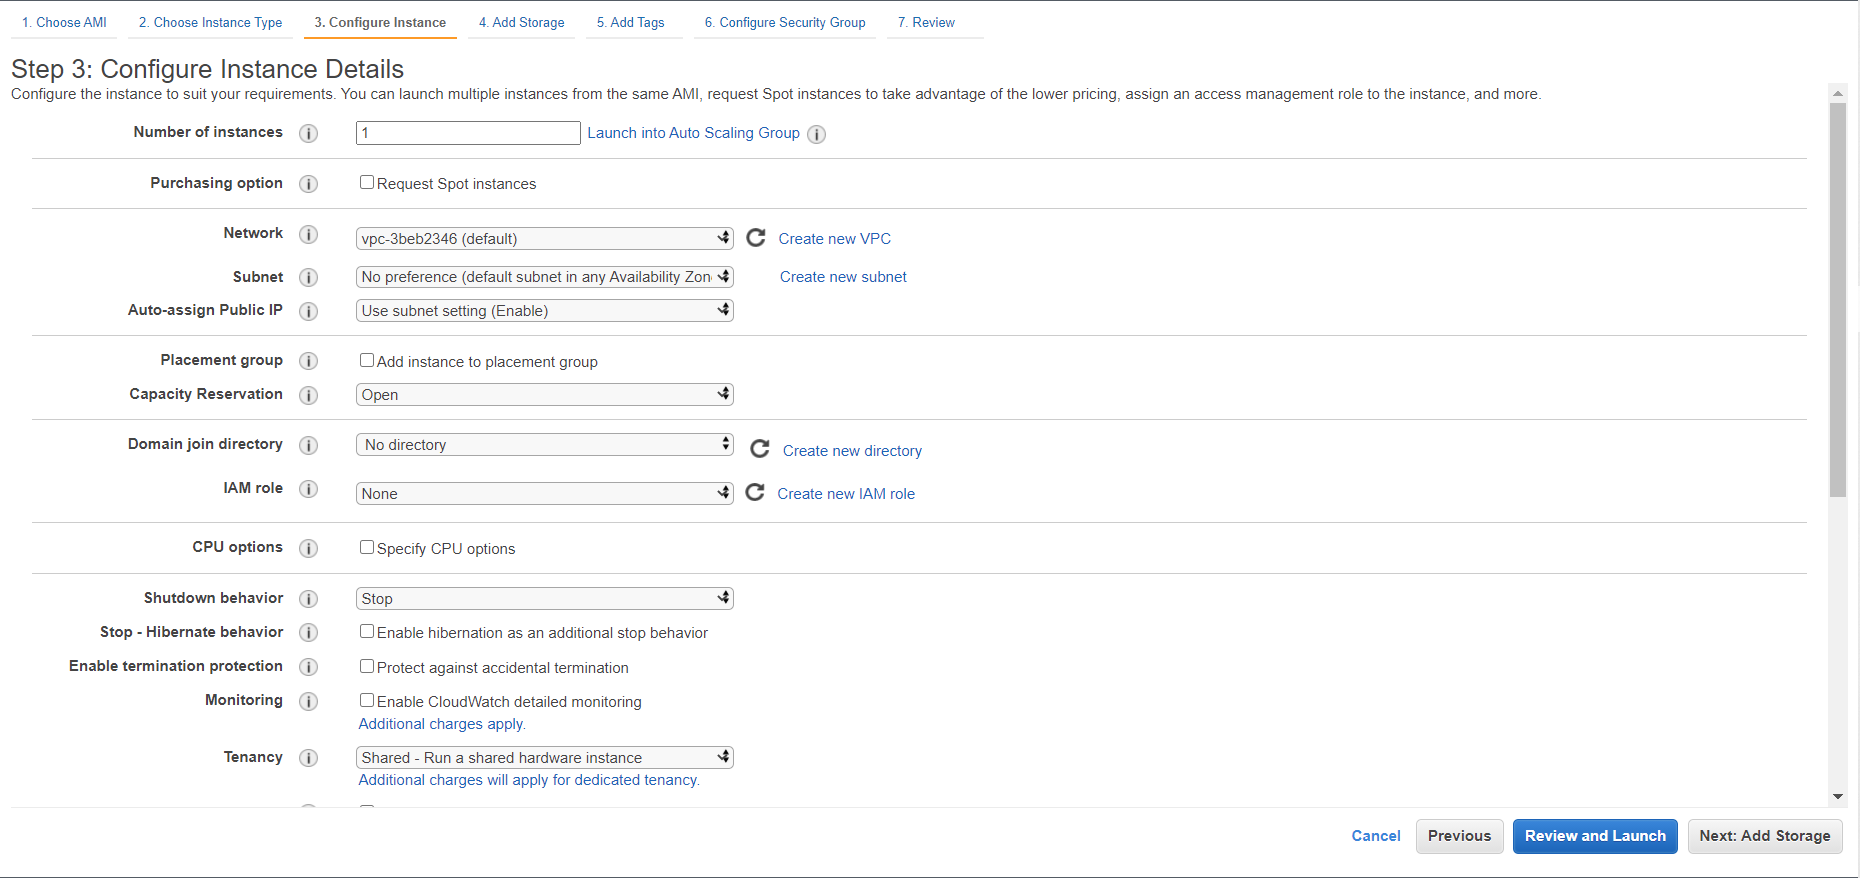 1. Choose AMI 2. Choose Instance Type 3. Configure Instance 4. Add Storage 5. Add Tags 6. Configure Security Group 7. Review
Step 3: Configure Instance Details
Configure the instance to suit your requirements. You can launch multiple instances from the same AMI, request Spot instances to take advantage of the lower pricing, assign an access management role to the instance, and more.
Number of instances 1 Launch into Auto Scaling Group
Purchasing option Request Spot instances
Network vpc-3beb2346 (default) Create new VPC
Subnet No preference (default subnet in any Availability Zon Create new subnet
Auto-assign Public IP Use subnet setting (Enable)
Placement group Add instance to placement group
Capacity Reservation Open
Domain join directory No directory Create new directory
IAM role None Create new IAM role
CPU options Specify CPU options
Shutdown behavior Stop
Stop - Hibernate behavior Enable hibernation as an additional stop behavior
Enable termination protection Protect against accidental termination
Monitoring Enable CloudWatch detailed monitoring
Additional charges apply.
Tenancy Shared - Run a shared hardware instance
Additional charges will apply for dedicated tenancy.
Cancel Previous Review and Launch Next: Add Storage